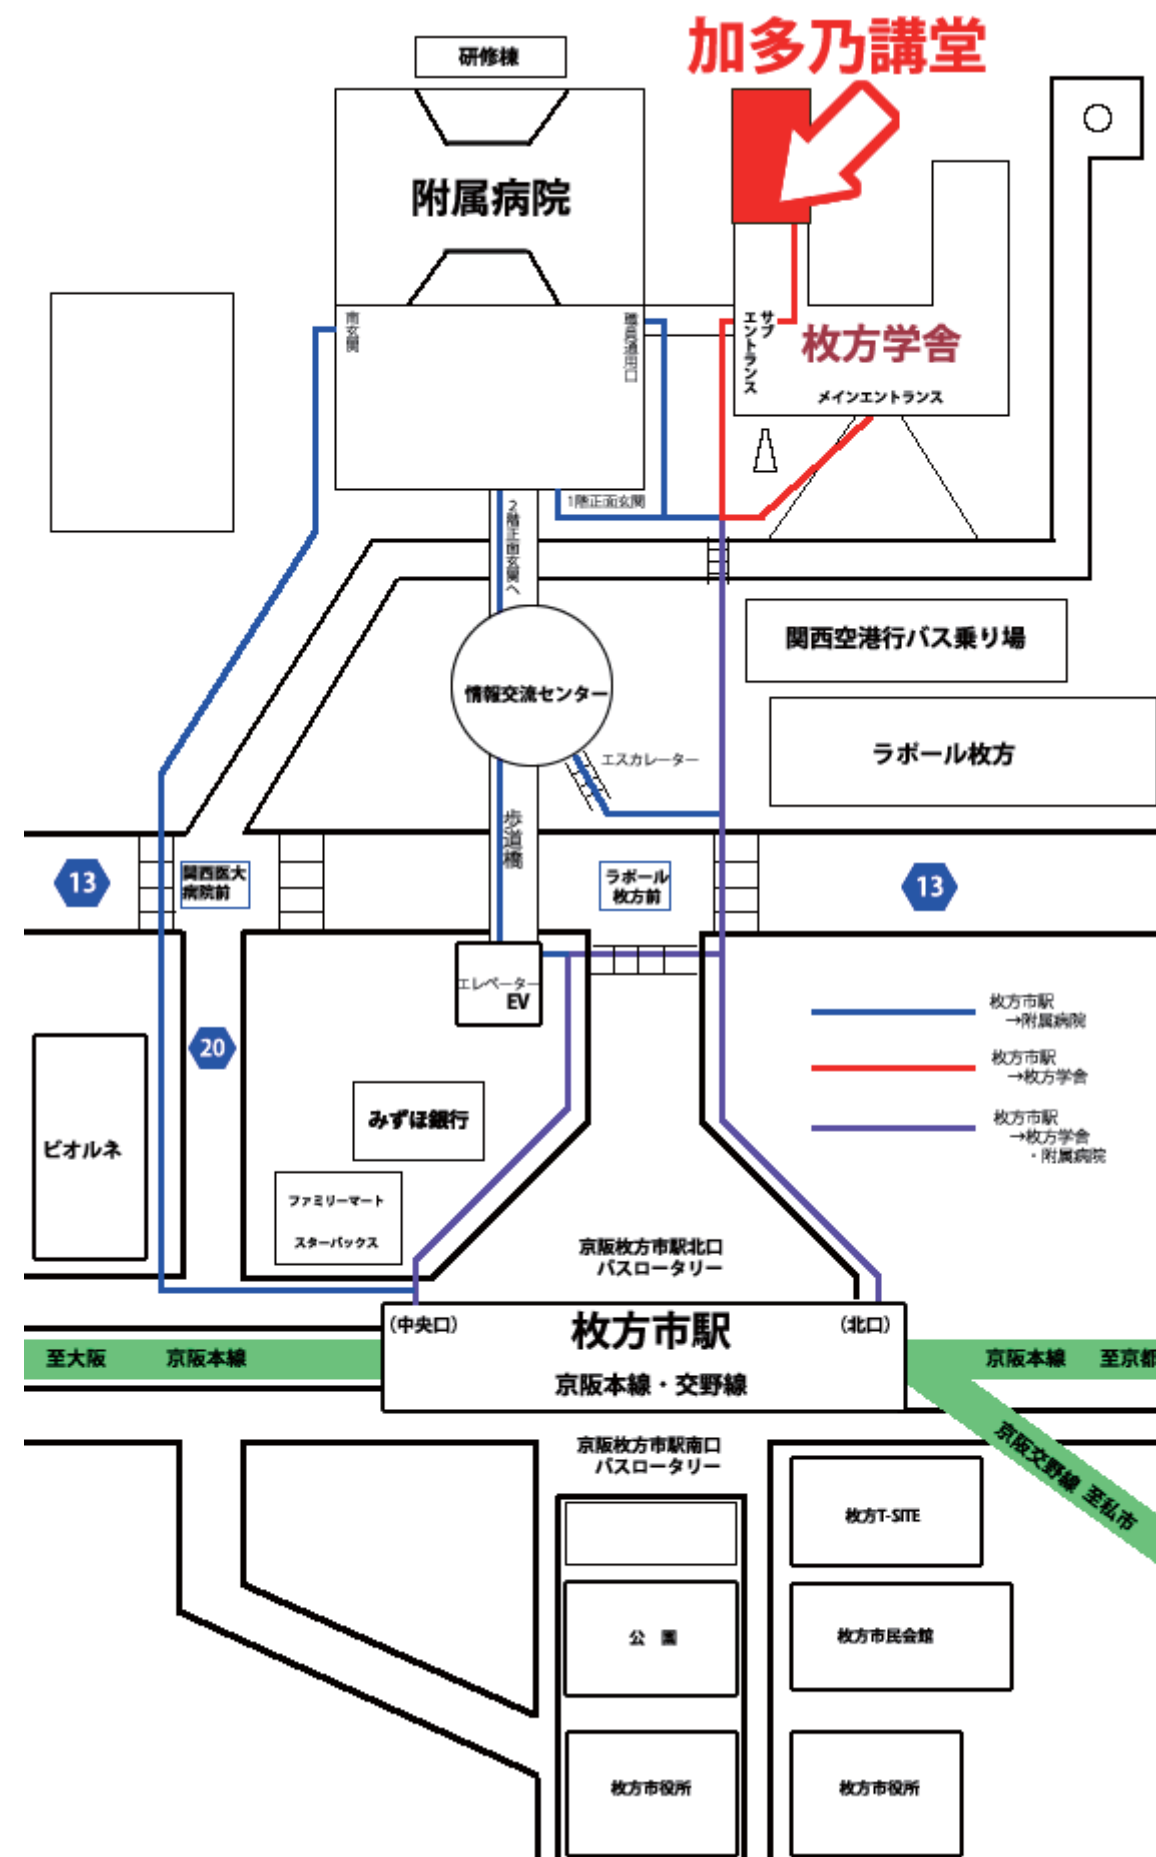 加多乃講堂
研修棟
附属病院
南玄関
職員通用口
サブ
エントランス
枚方学舎
メインエントランス
1階正面玄関
2階正面玄関へ
関西空港行バス乗り場
情報交流センター
ラポール枚方
エスカレーター
歩道橋
13
関西医大
病院前
ラポール
枚方前
13
エレベーター
EV
枚方市駅
→附属病院
20
枚方市駅
→枚方学舎
みずほ銀行
枚方市駅
→枚方学舎
・附属病院
ビオルネ
ファミリーマート
スターバックス
京阪枚方市駅北口
バスロータリー
(中央口)
枚方市駅
(北口)
至大阪
京阪本線
京阪本線
至京都
京阪本線・交野線
京阪枚方市駅南口
バスロータリー
京阪交野線 至私市
枚方T-SITE
公 園
枚方市民会館
枚方市役所
枚方市役所